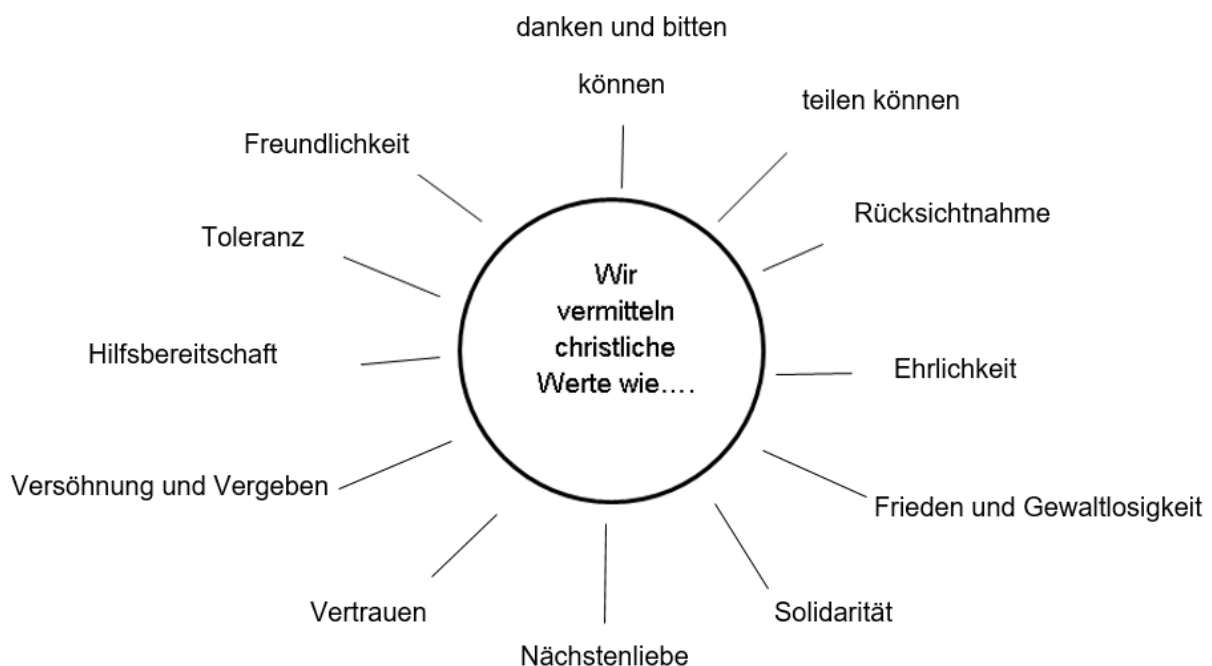 danken und bitten
können
teilen können
Freundlichkeit
Rücksichtnahme
Toleranz
Wir
vermitteln
christliche
Werte wie....
Hilfsbereitschaft
Ehrlichkeit
Versöhnung und Vergeben
Frieden und Gewaltlosigkeit
Vertrauen
Solidarität
Nächstenliebe